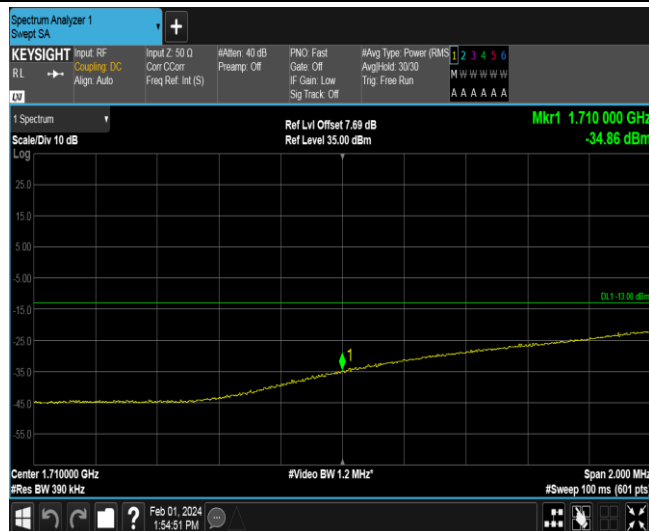 Spectrum Analyzer 1
Swept SA
+
KEYSIGHT
RL
LXI
Input: RF
Coupling: DC
Align: Auto
Input Z: 50 Ω
Corr CCorr
Freq Ref: Int (S)
#Atten: 40 dB
Preamp: Off
PNO: Fast
Gate: Off
IF Gain: Low
Sig Track: Off
#Avg Type: Power (RMS
Avg|Hold: 30/30
Trig: Free Run
1 2 3 4 5 6
M W W W W W
A A A A A A
1 Spectrum
Scale/Div 10 dB
Ref Lvl Offset 7.69 dB
Ref Level 35.00 dBm
Mkr1 1.710 000 GHz
-34.86 dBm
Log
25.0
15.0
5.00
-5.00
DL1 -13.00 dBm
-15.0
-25.0
1
-35.0
-45.0
-55.0
Center 1.710000 GHz
#Video BW 1.2 MHz*
Span 2.000 MHz
#Res BW 390 kHz
#Sweep 100 ms (601 pts)
?
Feb 01, 2024
1:54:51 PM